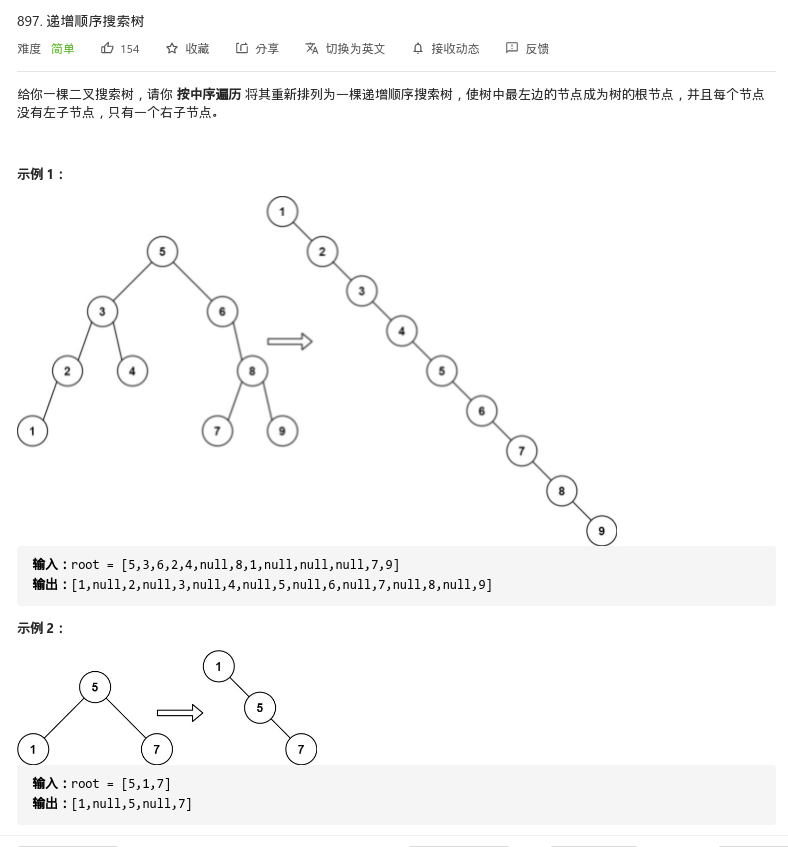 897. 递增顺序搜索树
难度 简单 154 收藏 分享 切换为英文 接收动态 反馈
给你一棵二叉搜索树，请你 按中序遍历 将其重新排列为一棵递增顺序搜索树，使树中最左边的节点成为树的根节点，并且每个节点
没有左子节点，只有一个右子节点。
示例 1：
1
5 2
3 6 3
4
2 4 8 5
6
1 7 9
7
8
9
输入：root = [5,3,6,2,4,null,8,1,null,null,null,7,9]
输出：[1,null,2,null,3,null,4,null,5,null,6,null,7,null,8,null,9]
示例 2：
1
5
5
1 7 7
输入：root = [5,1,7]
输出：[1,null,5,null,7]